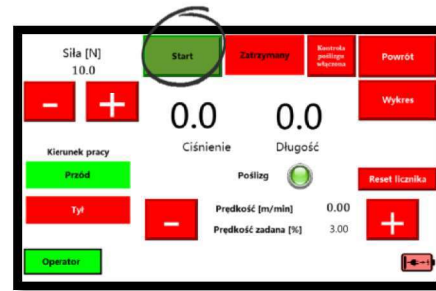 Siła [N]
10.0
Start
Zatrzymany
Kontrola
poślizgu
włączona
Powrót
- +
Wykres
0.0 0.0
Ciśnienie Długość
Kierunek pracy
Przód
Poślizg
Reset licznika
Tył
-
Prędkość [m/min] 0.00
+
Prędkość zadana [%] 3.00
Operator